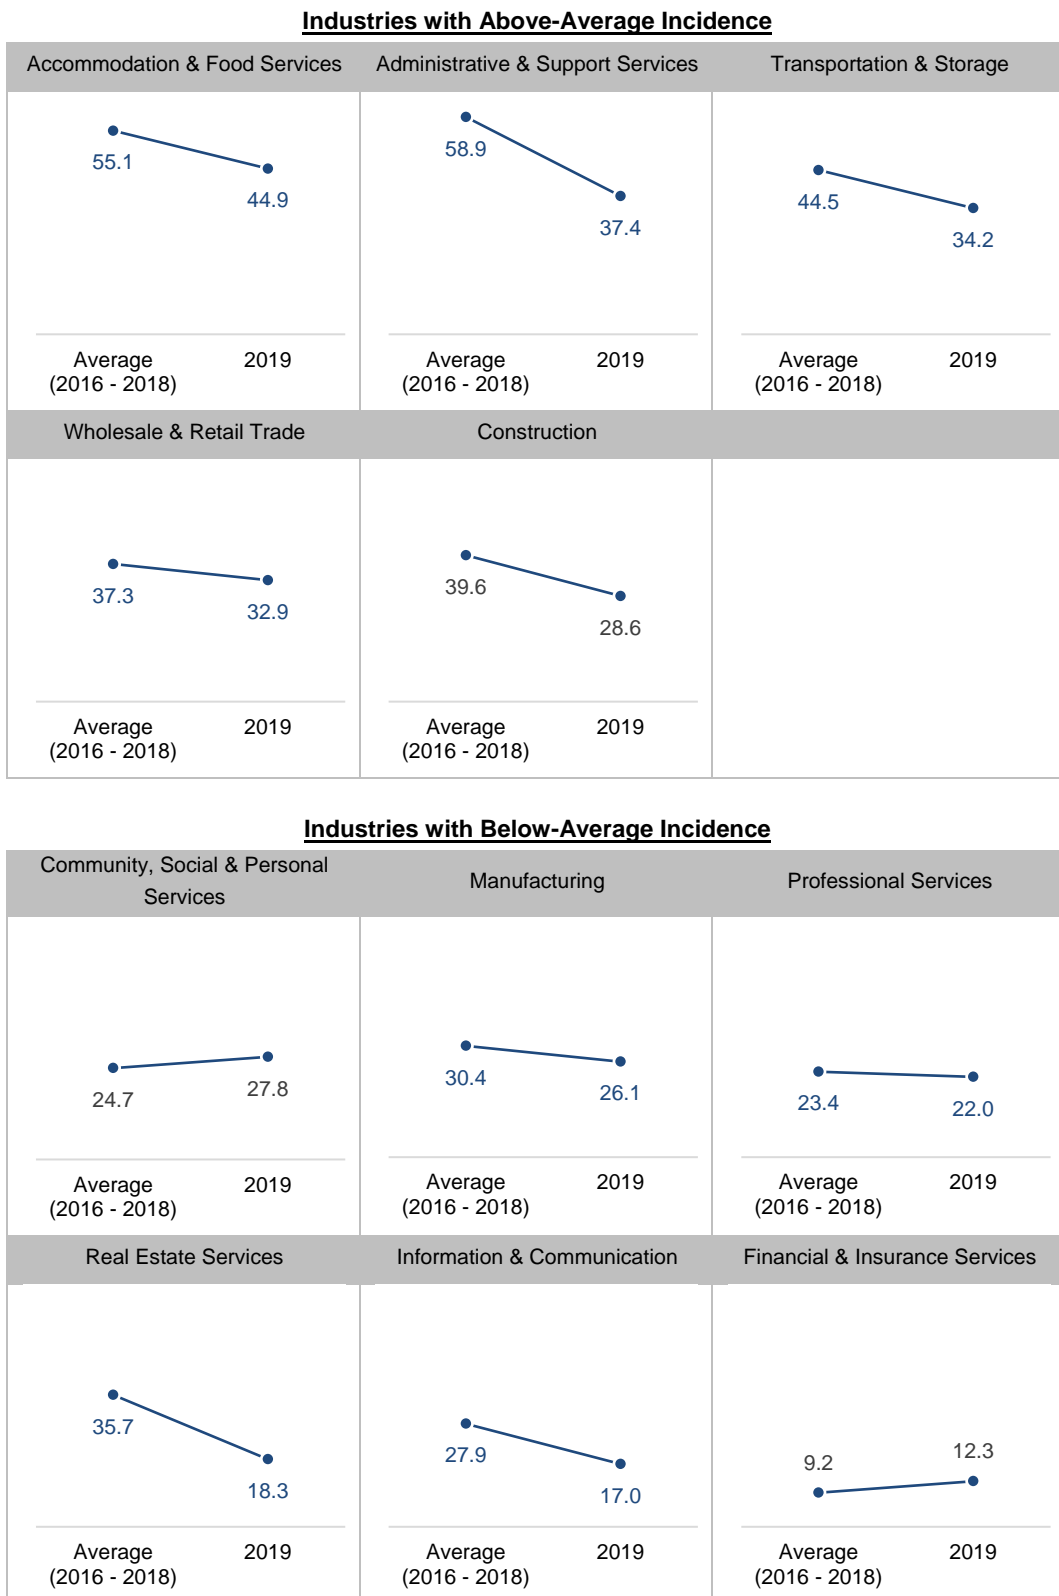 Industries with Above-Average Incidence
Accommodation & Food Services
55.1
44.9
Average
(2016 - 2018)
2019
Administrative & Support Services
58.9
37.4
Average
(2016 - 2018)
2019
Transportation & Storage
44.5
34.2
Average
(2016 - 2018)
2019
Wholesale & Retail Trade
37.3
32.9
Average
(2016 - 2018)
2019
Construction
39.6
28.6
Average
(2016 - 2018)
2019
Industries with Below-Average Incidence
Community, Social & Personal
Services
24.7
27.8
Average
(2016 - 2018)
2019
Manufacturing
30.4
26.1
Average
(2016 - 2018)
2019
Professional Services
23.4
22.0
Average
(2016 - 2018)
2019
Real Estate Services
35.7
18.3
Average
(2016 - 2018)
2019
Information & Communication
27.9
17.0
Average
(2016 - 2018)
2019
Financial & Insurance Services
9.2
12.3
Average
(2016 - 2018)
2019